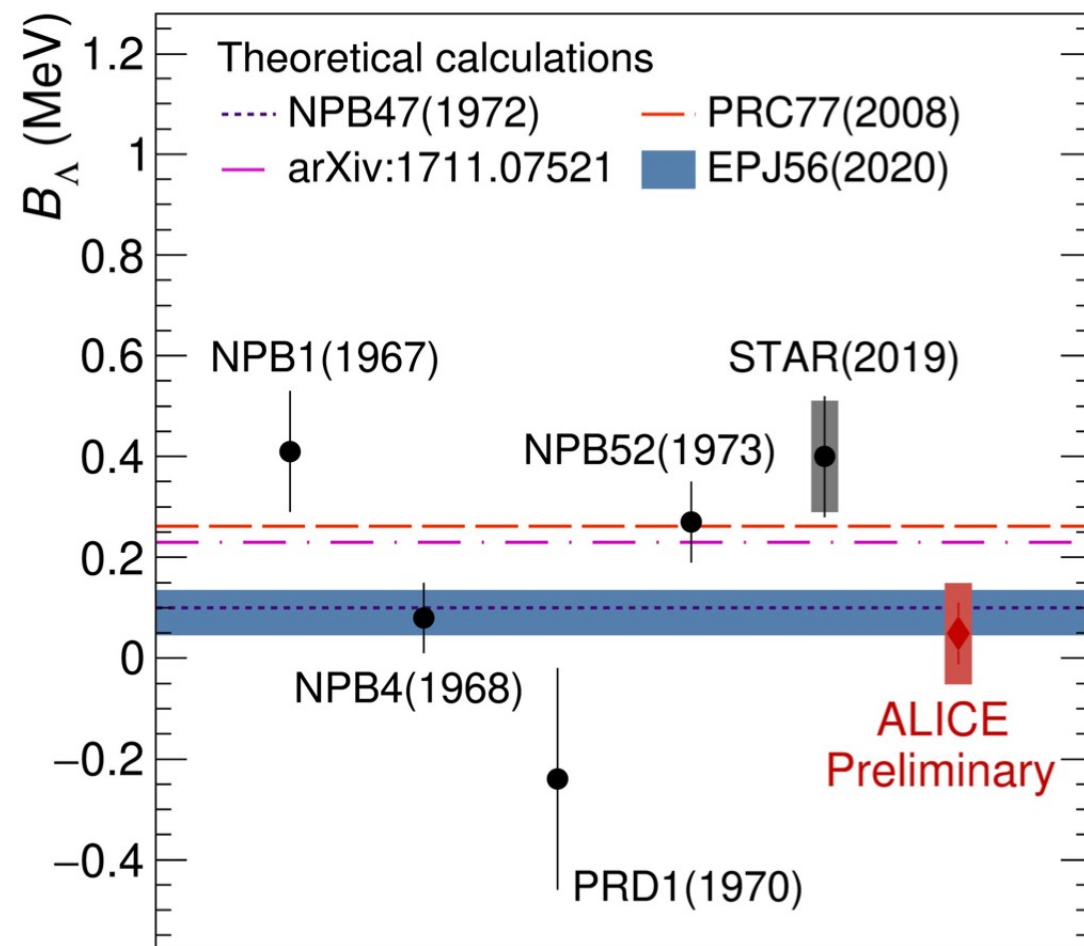 B_Λ (MeV)
1.2
1
0.8
0.6
0.4
0.2
0
−0.2
−0.4
Theoretical calculations
NPB47(1972)
PRC77(2008)
arXiv:1711.07521
EPJ56(2020)
NPB1(1967)
STAR(2019)
NPB52(1973)
NPB4(1968)
ALICE
Preliminary
PRD1(1970)